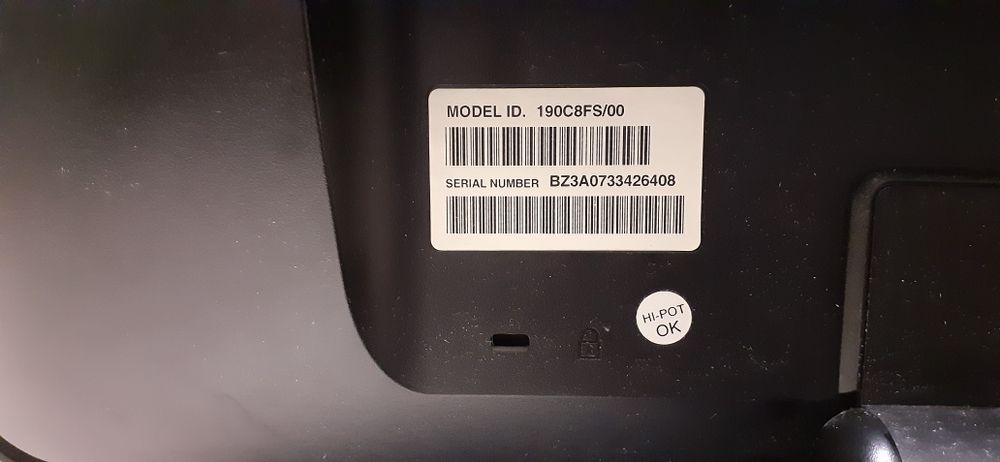 MODEL ID. 190C8FS/00
SERIAL NUMBER BZ3A0733426408
HI-POT
OK